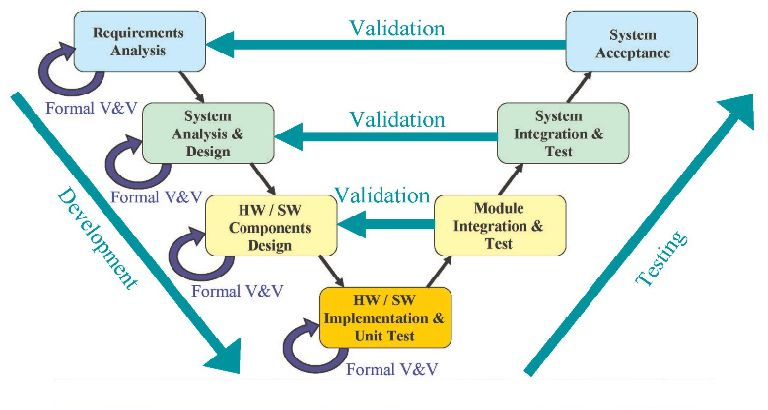 Requirements
Analysis
Validation
System
Acceptance
Formal V&V
System
Analysis &
Design
Validation
System
Integration &
Test
Formal V&V
Development
HW / SW
Components
Design
Validation
Module
Integration &
Test
Testing
Formal V&V
HW / SW
Implementation &
Unit Test
Formal V&V